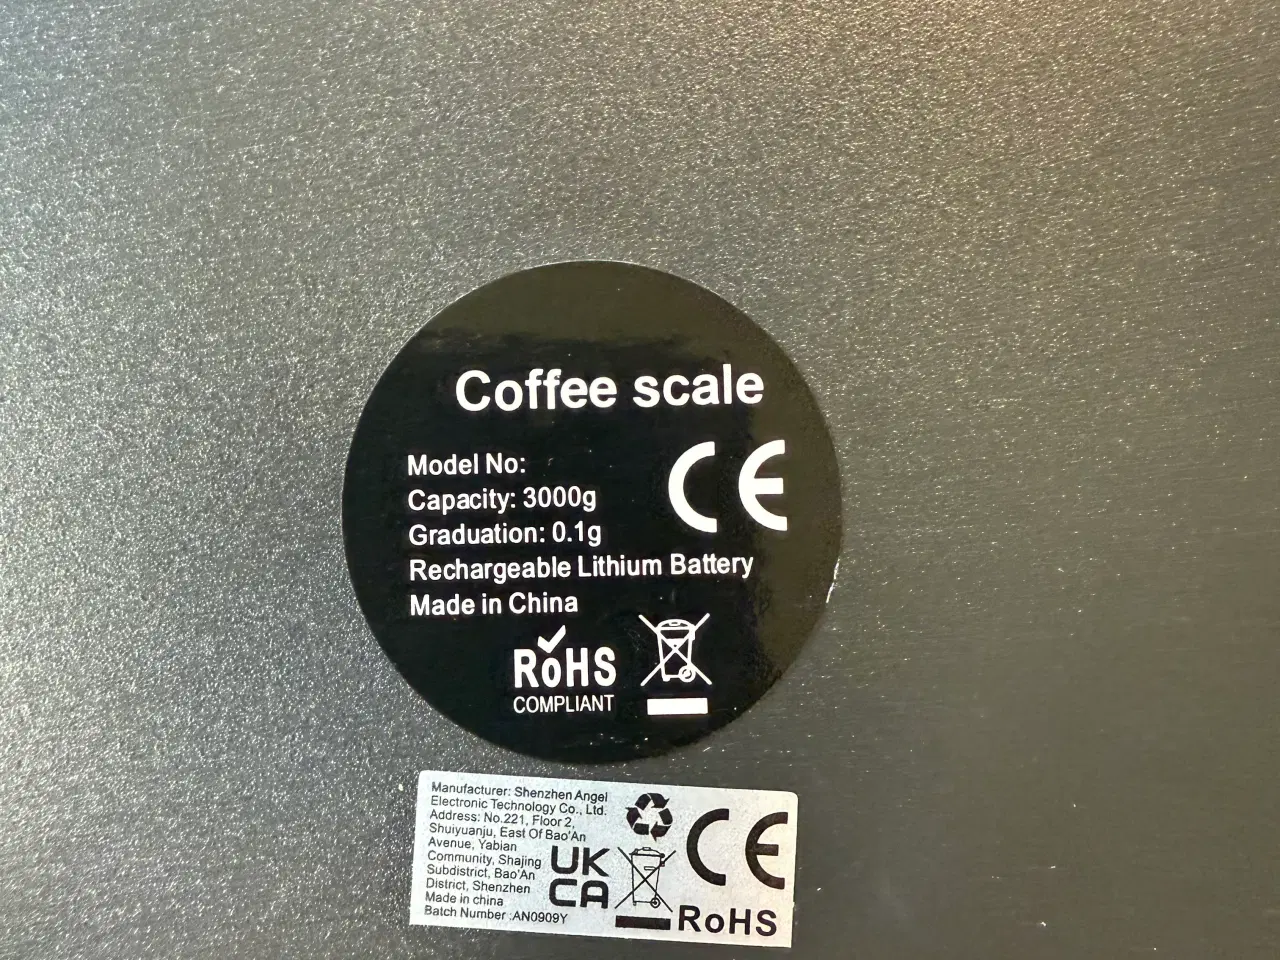 Coffee scale
Model No:
Capacity: 3000g
Graduation: 0.1g
Rechargeable Lithium Battery
Made in China
CE
RoHS
COMPLIANT
Manufacturer: Shenzhen Angel
Electronic Technology Co., Ltd.
Address: No.221, Floor 2,
Shuiyuanju, East Of Bao'An
Avenue, Yabian
Community, Shajing
Subdistrict, Bao'An
District, Shenzhen
Made in china
Batch Number :AN0909Y
UK
CA
CE
RoHS